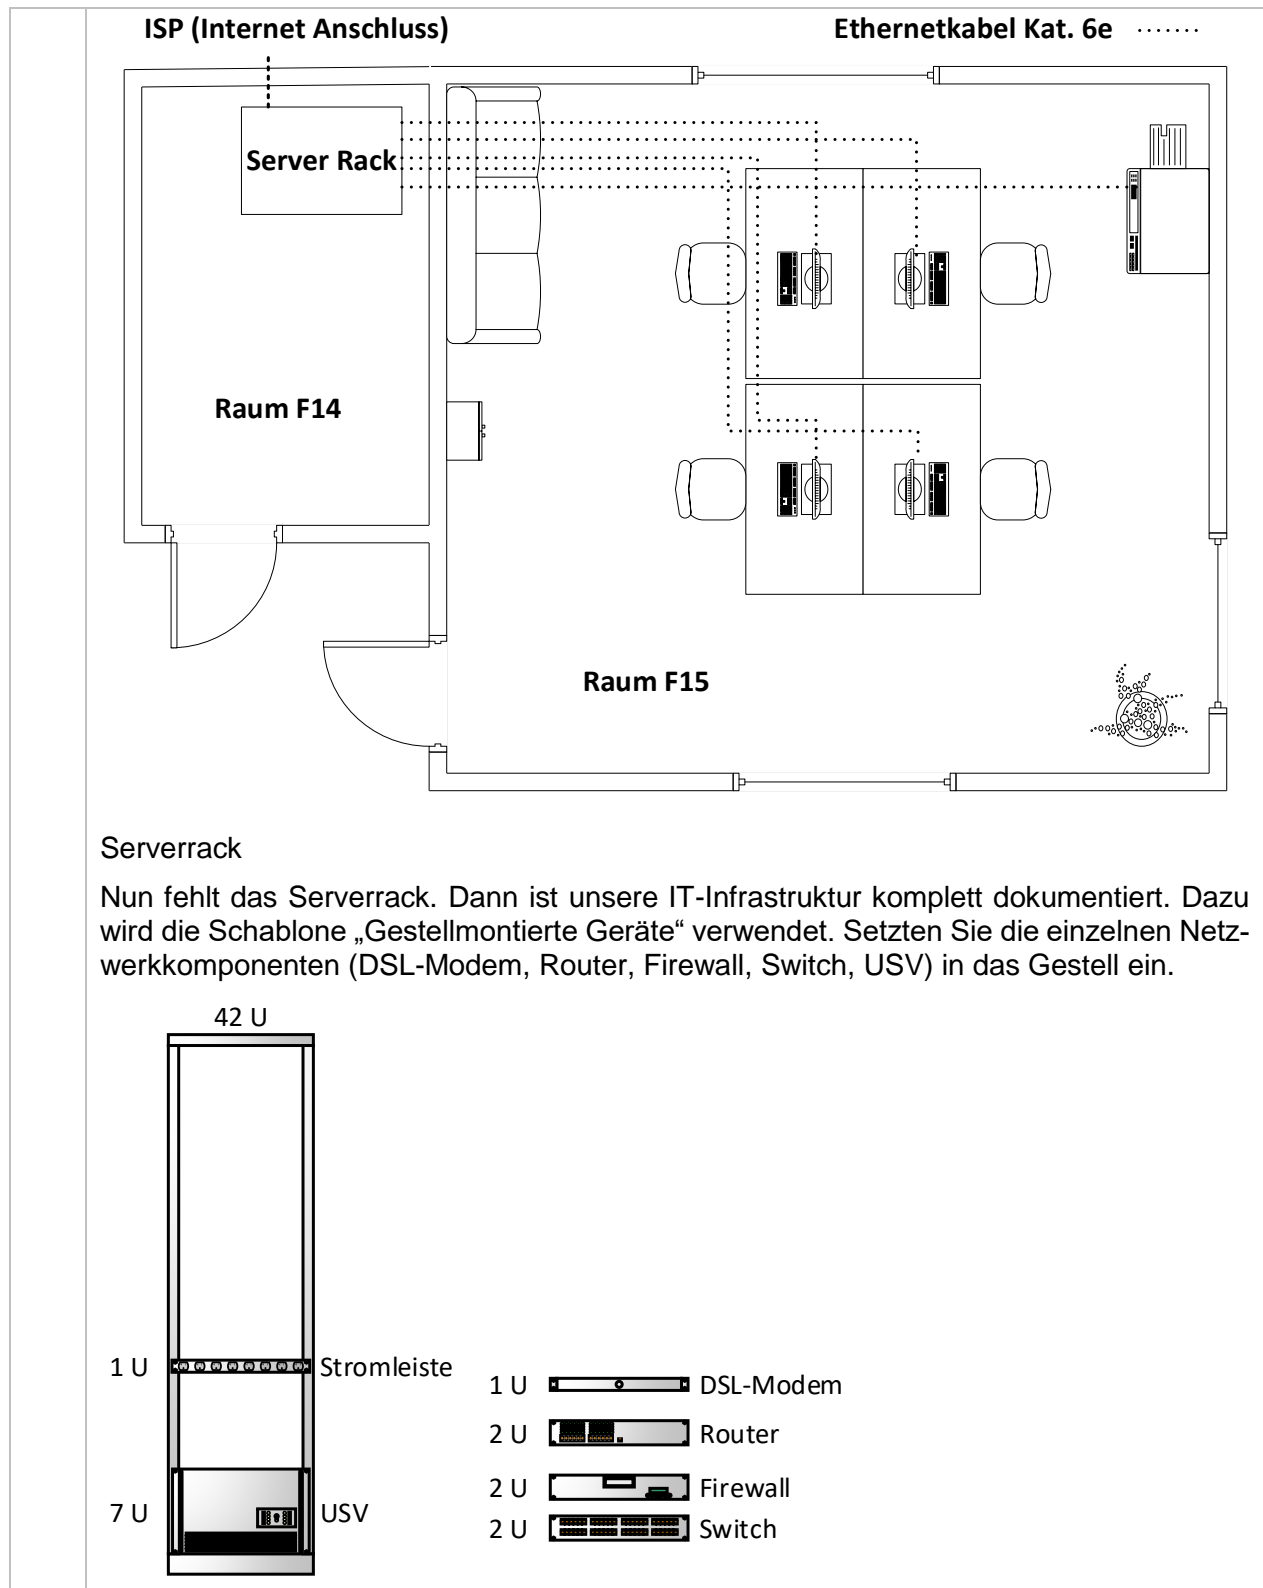 ISP (Internet Anschluss)
Ethernetkabel Kat. 6e ·······
Server Rack
Raum F14
Raum F15
Serverrack
Nun fehlt das Serverrack. Dann ist unsere IT-Infrastruktur komplett dokumentiert. Dazu
wird die Schablone „Gestellmontierte Geräte“ verwendet. Setzten Sie die einzelnen Netz-
werkkomponenten (DSL-Modem, Router, Firewall, Switch, USV) in das Gestell ein.
42 U
1 U Stromleiste
7 U USV
1 U DSL-Modem
2 U Router
2 U Firewall
2 U Switch